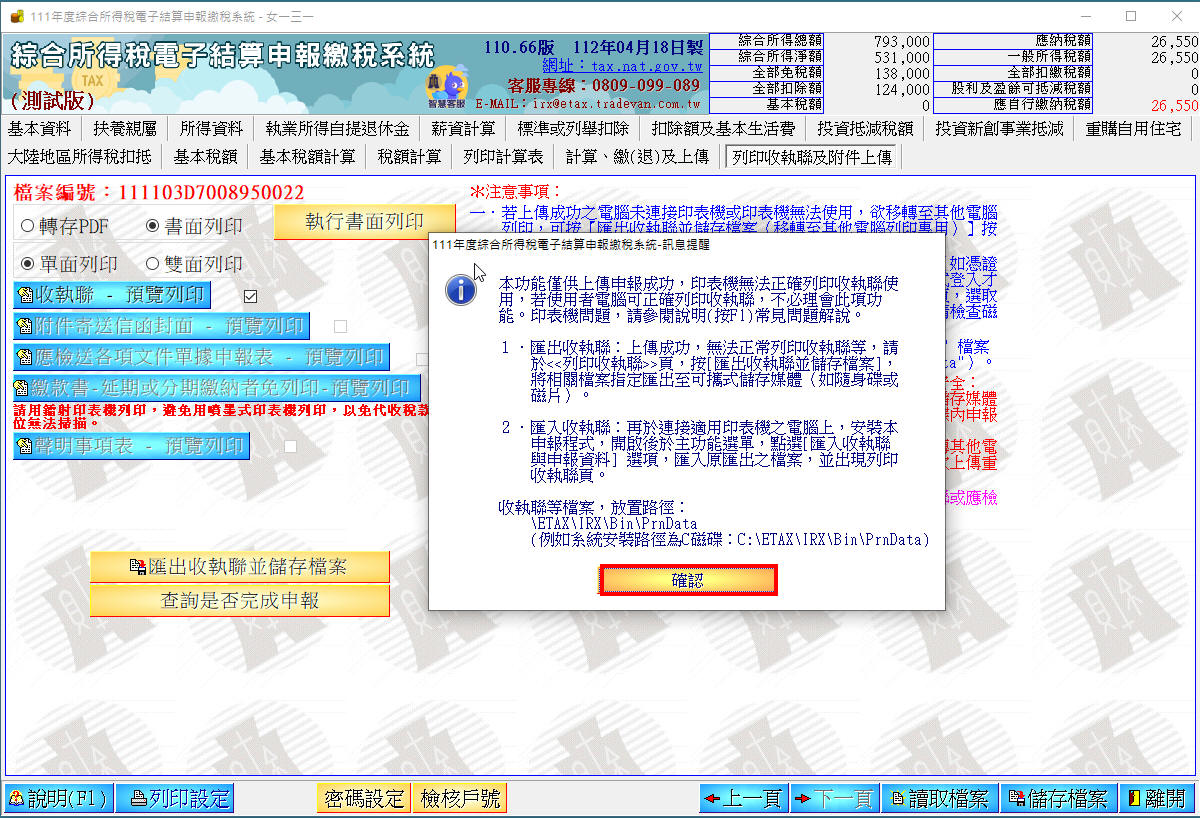 111年度綜合所得稅電子結算申報繳稅系統 - 女一三一
綜合所得稅電子結算申報繳稅系統
(測試版)
TAX
智慧客服
110.66版 112年04月18日製
網址：tax.nat.gov.tw
客服專線：0809-099-089
E-MAIL：irx@etax.tradevan.com.tw
綜合所得總額 793,000 應納稅額 26,550
綜合所得淨額 531,000 一般所得稅額 26,550
全部免稅額 138,000 全部扣繳稅額 0
全部扣除額 124,000 股利及盈餘可抵減稅額 0
基本稅額 0 應自行繳納稅額 26,550
基本資料 扶養親屬 所得資料 執業所得自提退休金 薪資計算 標準或列舉扣除 扣除額及基本生活費 投資抵減稅額 投資新創事業抵減 重購自用住宅
大陸地區所得稅扣抵 基本稅額 基本稅額計算 稅額計算 列印計算表 計算、繳(退)及上傳 列印收執聯及附件上傳
檔案編號：111103D7008950022
轉存PDF 書面列印 執行書面列印
單面列印 雙面列印
收執聯 - 預覽列印
附件寄送信函封面 - 預覽列印
應檢送各項文件單據申報表 - 預覽列印
繳款書-延期或分期繳納者免列印-預覽列印
請用鐳射印表機列印，避免用噴墨式印表機列印，以免代收稅款
位無法掃描。
聲明事項表 - 預覽列印
匯出收執聯並儲存檔案
查詢是否完成申報
※注意事項：
一．若上傳成功之電腦未連接印表機或印表機無法使用，欲移轉至其他電腦
列印，可按［匯出收執聯並儲存檔案（移轉至其他電腦列印專用）］按
如憑證
登入才
，選取
檢查磁
" 檔案
ta"）。
全：
儲存媒體
內申報
其他電
上傳重
或應檢
111年度綜合所得稅電子結算申報繳稅系統-訊息提醒
本功能僅供上傳申報成功，印表機無法正確列印收執聯使
用，若使用者電腦可正確列印收執聯，不必理會此項功
能。印表機問題，請參閱說明(按F1)常見問題解說。
1．匯出收執聯：上傳成功，無法正常列印收執聯等，請
於<<列印收執聯>>頁，按[匯出收執聯並儲存檔案]，
將相關檔案指定匯出至可攜式儲存媒體（如隨身碟或
磁片）。
2．匯入收執聯：再於連接適用印表之電腦上，安裝本
申報程式，開啟後於主功能選單，點選[匯入收執聯
與申報資料] 選項，匯入原匯出之檔案，並出現列印
收執聯頁。
收執聯等檔案，放置路徑：
\ETAX\IRX\Bin\PrnData
(例如系統安裝路徑為C磁碟：C:\ETAX\IRX\Bin\PrnData)
確認
說明(F1) 列印設定 密碼設定 檢核戶號 上一頁 下一頁 讀取檔案 儲存檔案 離開